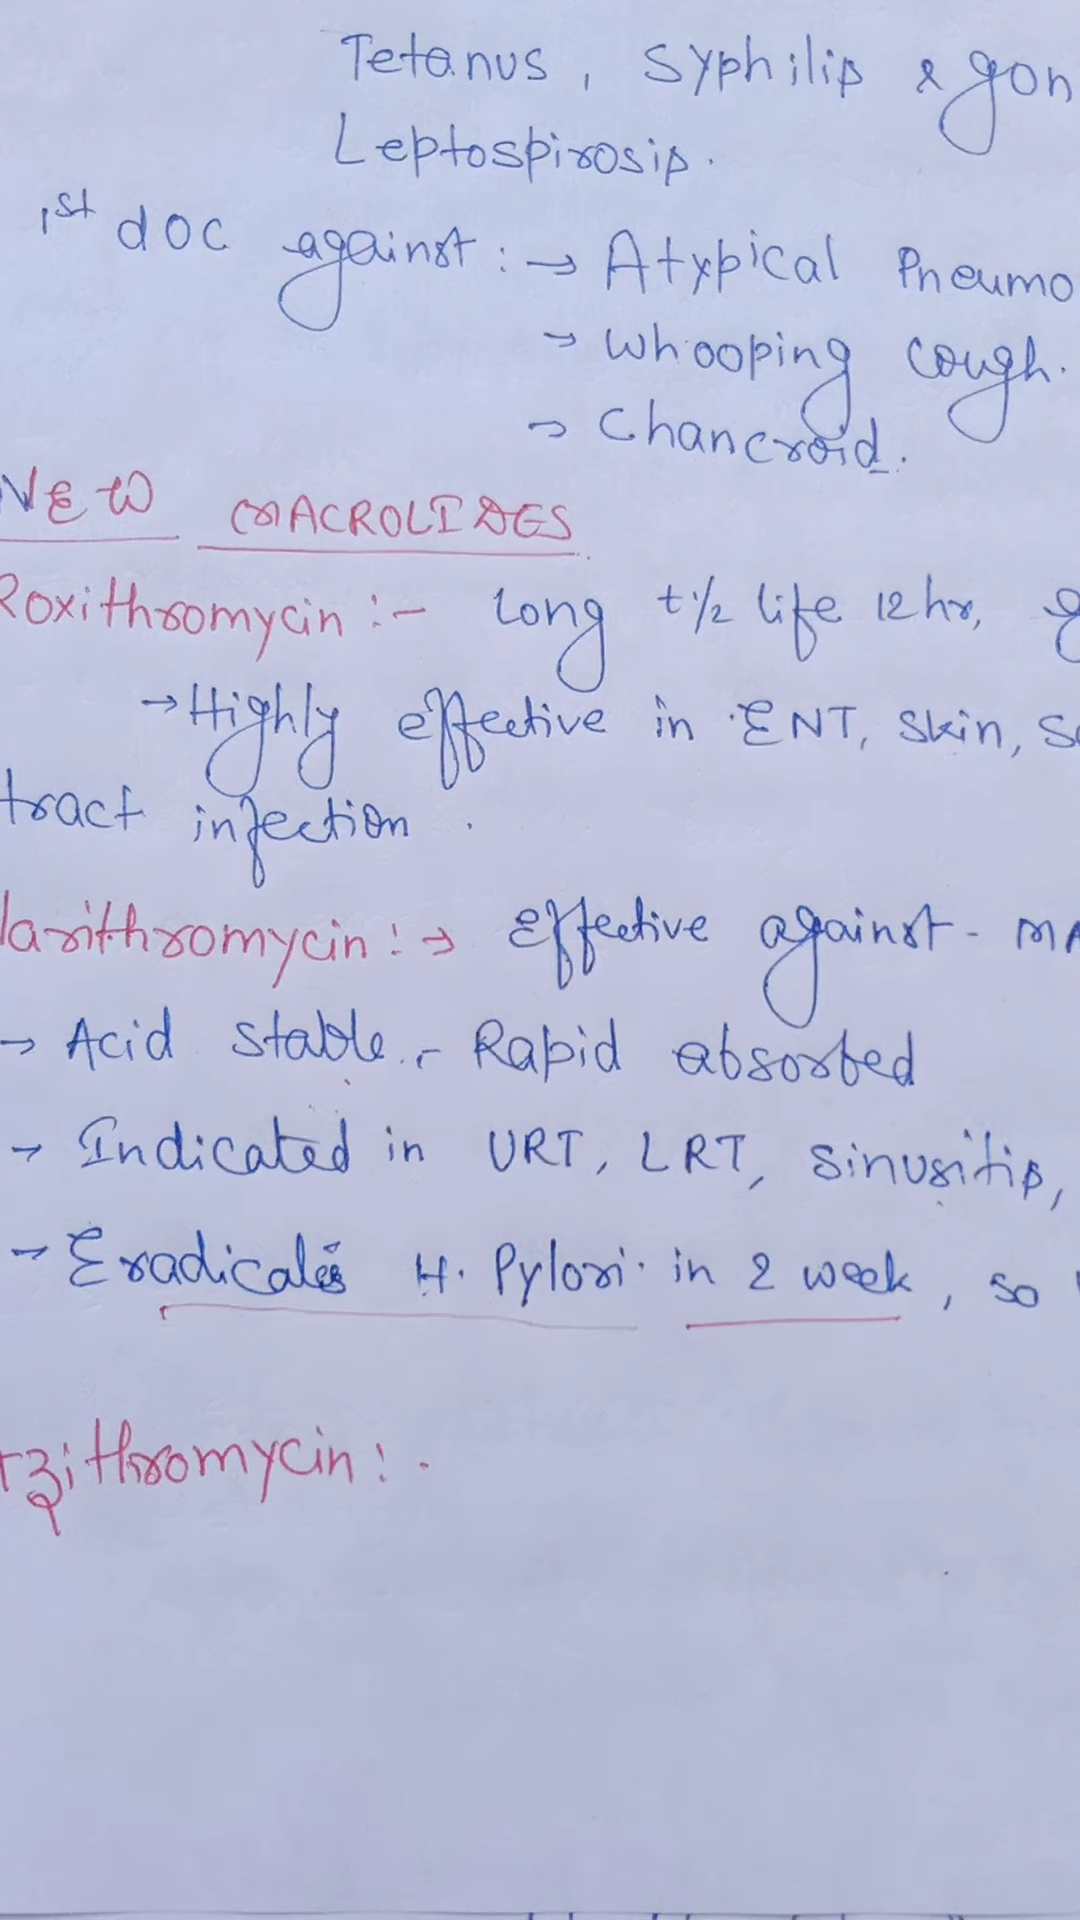 Tetanus, Syphilis & gon
Leptospirosis.
1st doc against :→ Atypical Pneumo
→ Whooping cough.
→ Chancroid.
NEW MACROLIDES
Roxithromycin :- Long t½ life 12 hr,
→ Highly effective in ENT, Skin,
tract infection.
larithromycin :→ Effective against - MA
→ Acid stable. - Rapid absorbed
→ Indicated in URT, LRT, Sinusitis,
→ Eradicates H. Pylori in 2 week, so
zithromycin : -